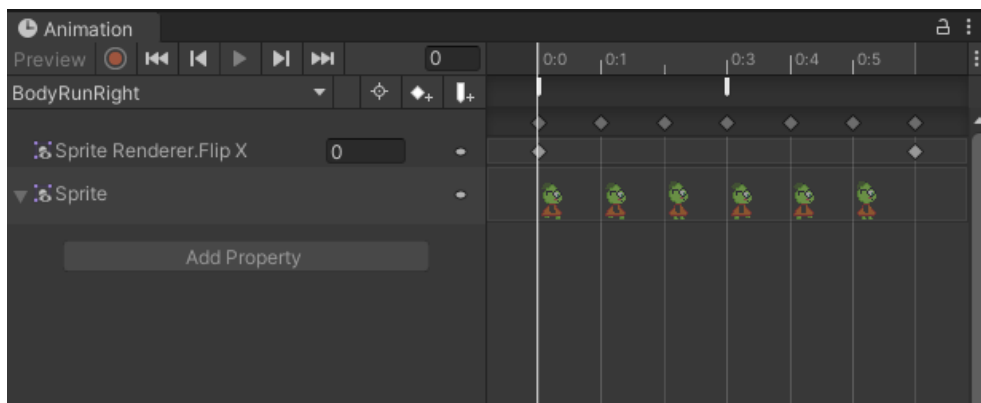 Animation
Preview 0 0:0 0:1 0:3 0:4 0:5
BodyRunRight
Sprite Renderer.Flip X 0
Sprite
Add Property